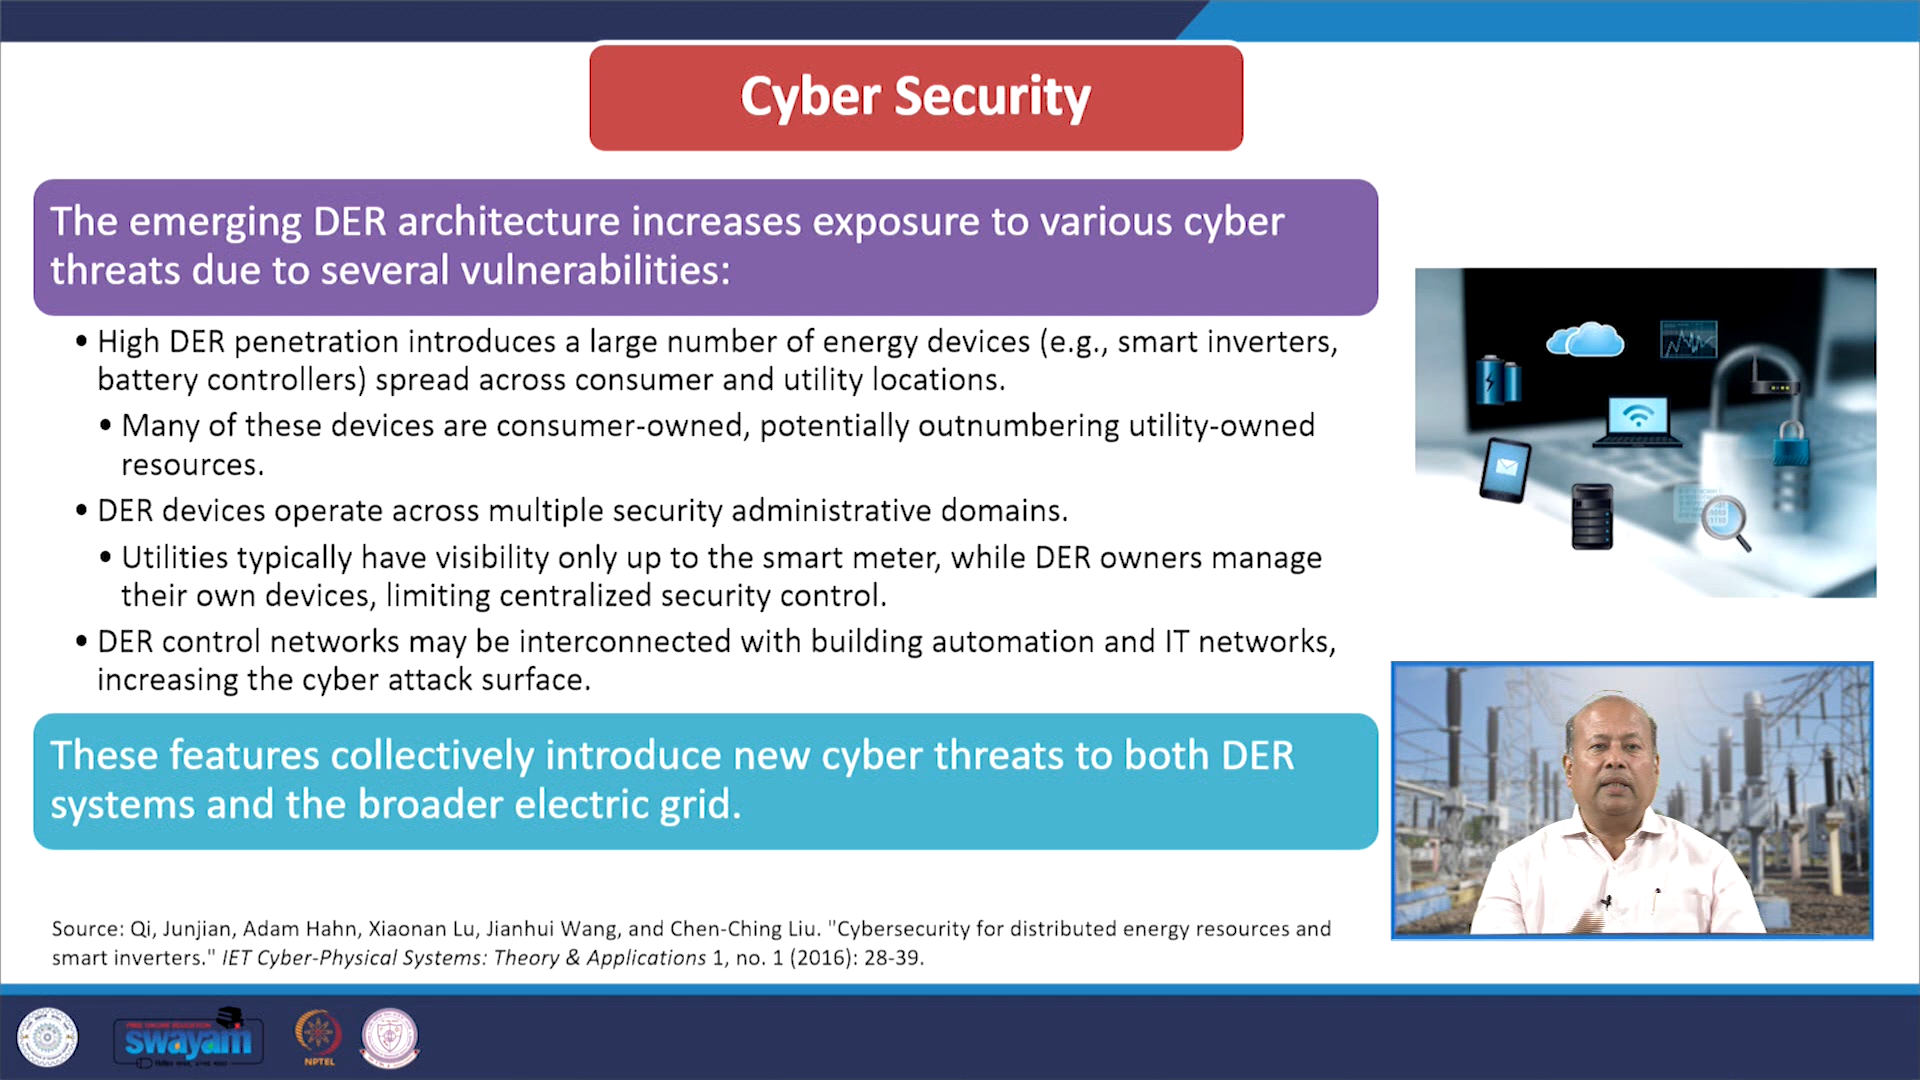 Cyber Security
The emerging DER architecture increases exposure to various cyber
threats due to several vulnerabilities:
• High DER penetration introduces a large number of energy devices (e.g., smart inverters,
battery controllers) spread across consumer and utility locations.
• Many of these devices are consumer-owned, potentially outnumbering utility-owned
resources.
• DER devices operate across multiple security administrative domains.
• Utilities typically have visibility only up to the smart meter, while DER owners manage
their own devices, limiting centralized security control.
• DER control networks may be interconnected with building automation and IT networks,
increasing the cyber attack surface.
These features collectively introduce new cyber threats to both DER
systems and the broader electric grid.
Source: Qi, Junjian, Adam Hahn, Xiaonan Lu, Jianhui Wang, and Chen-Ching Liu. "Cybersecurity for distributed energy resources and
smart inverters." IET Cyber-Physical Systems: Theory & Applications 1, no. 1 (2016): 28-39.
FREE ONLINE EDUCATION
swayam
NPTEL